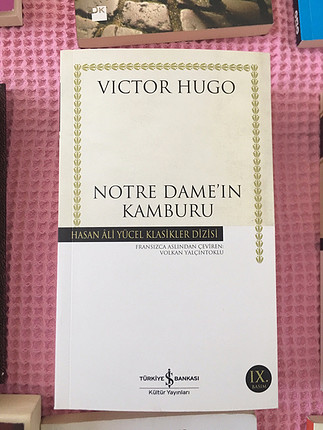 DK
VICTOR HUGO
NOTRE DAME'IN
KAMBURU
HASAN ÂLİ YÜCEL KLASİKLER DİZİSİ
FRANSIZCA ASLINDAN ÇEVİREN:
VOLKAN YALÇINTOKLU
IX.
BASIM
TÜRKİYE İŞ BANKASI
Kültür Yayınları